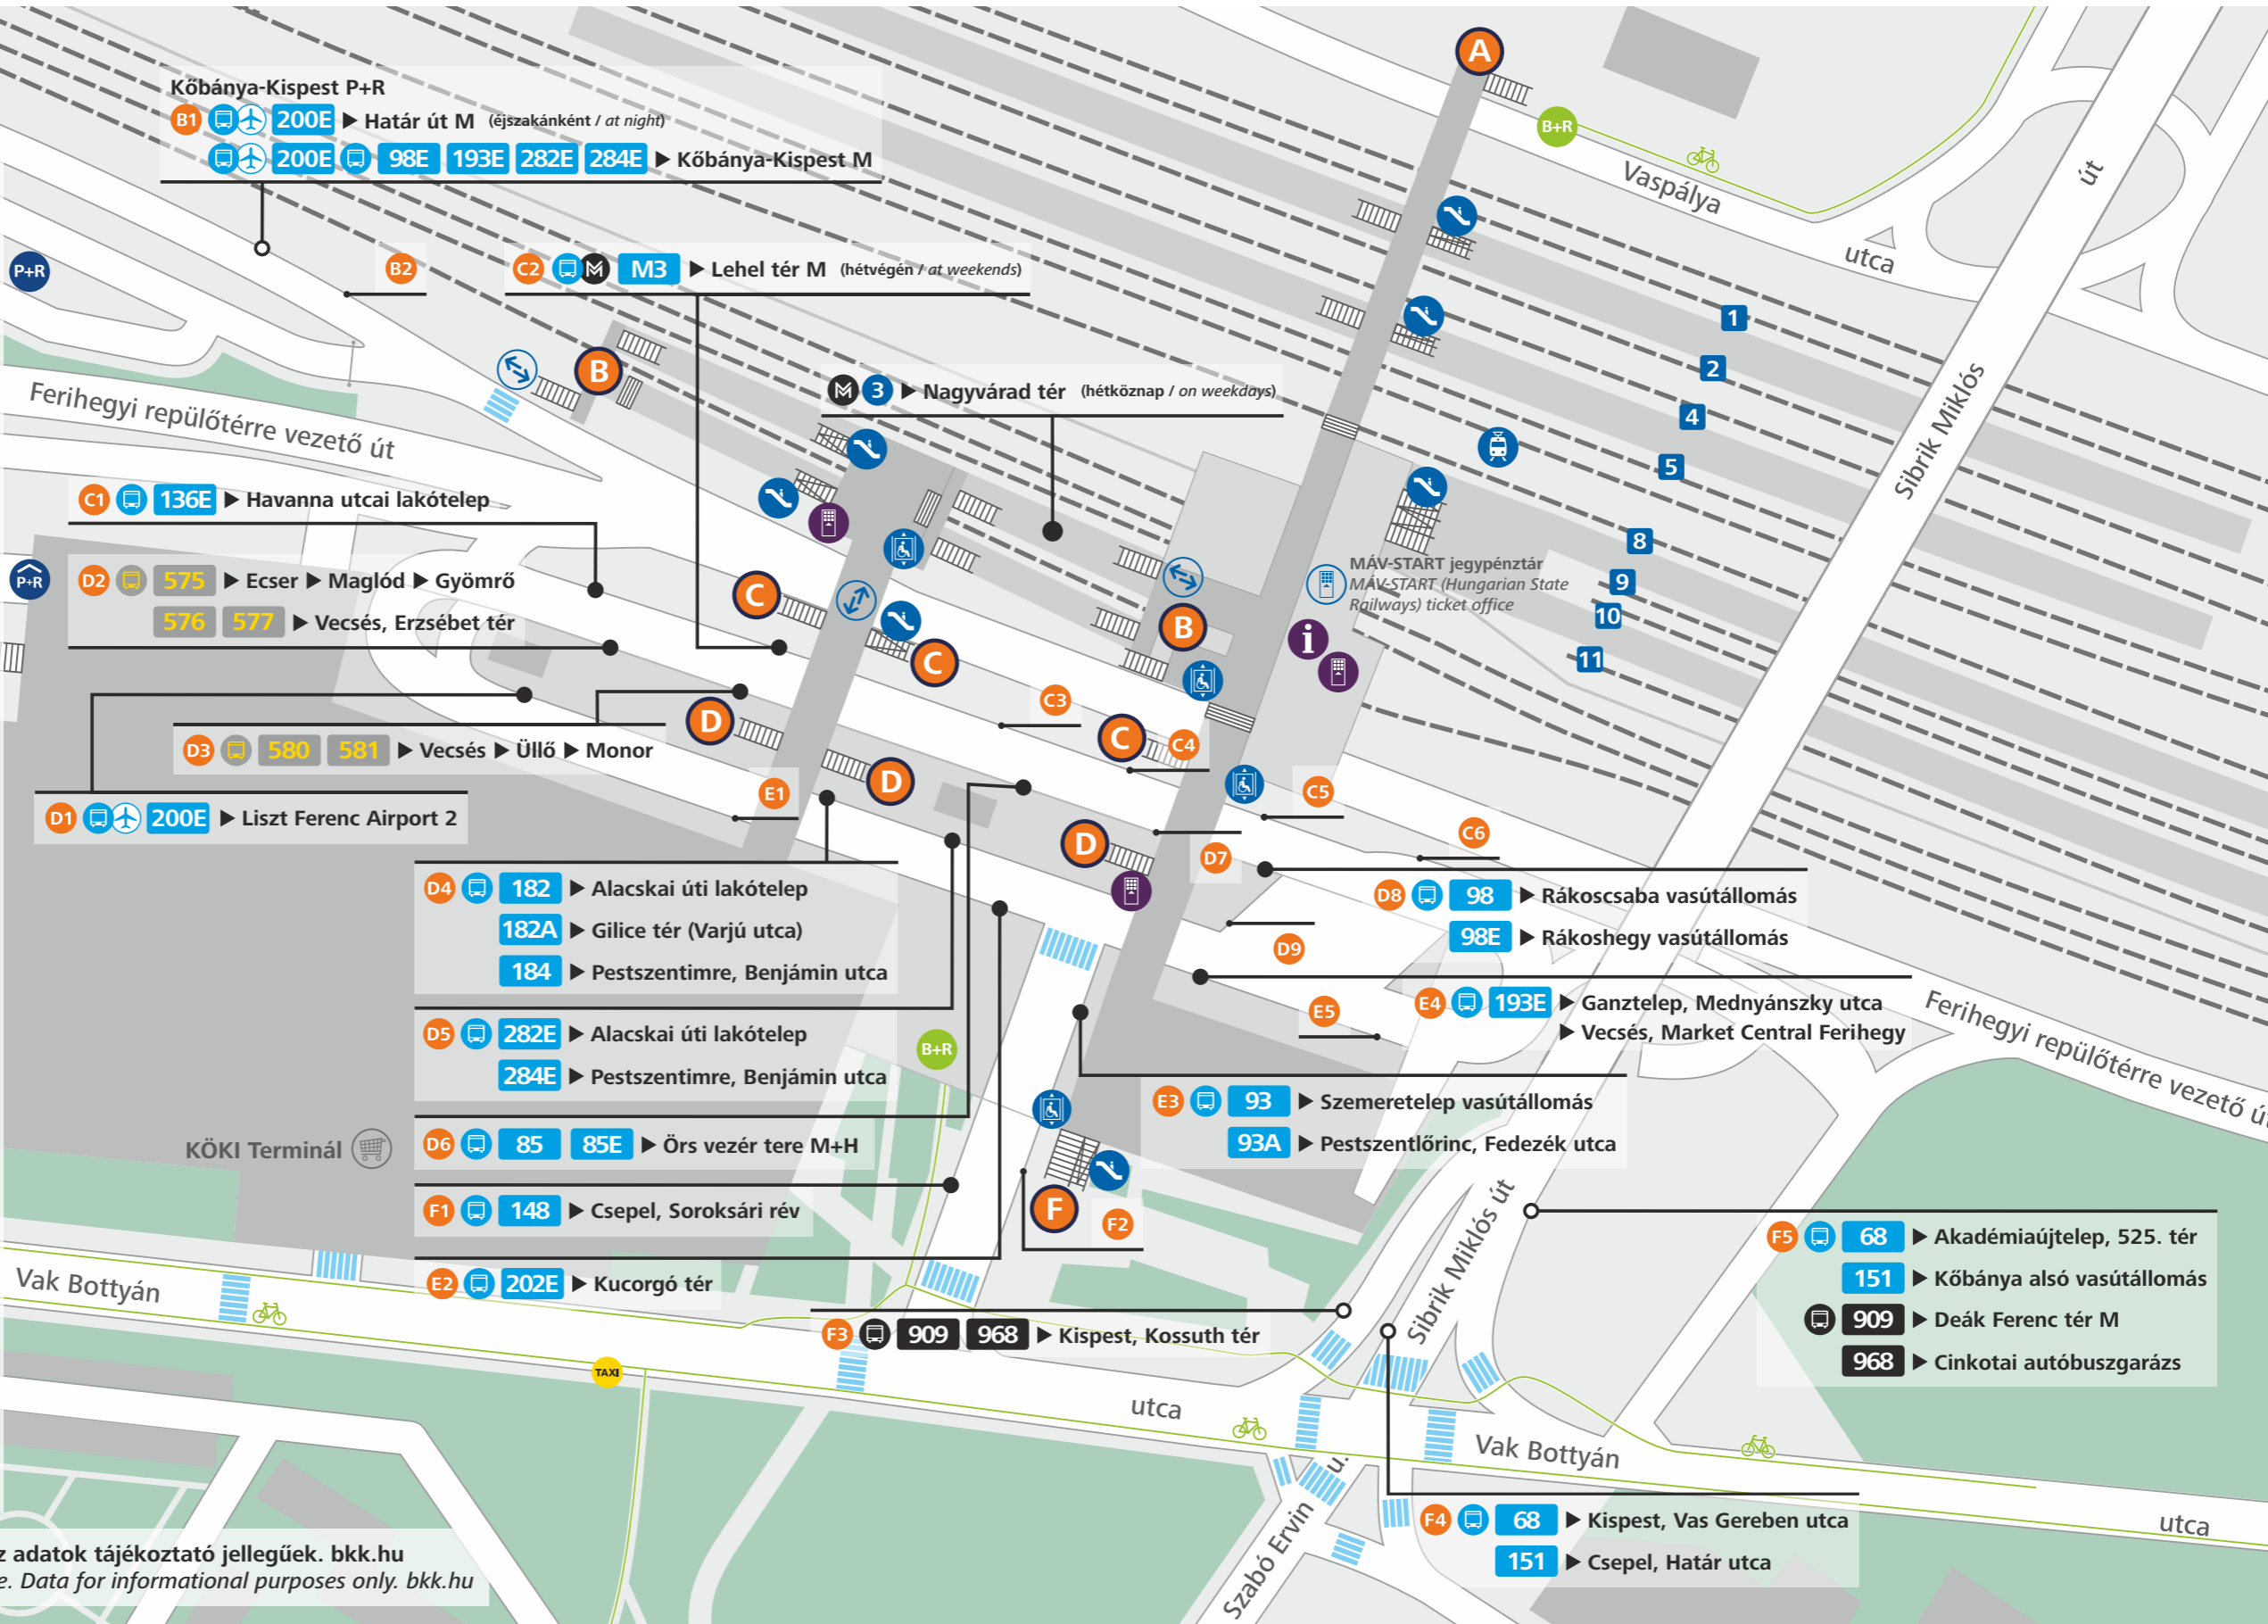 A
Kőbánya-Kispest P+R
B1 200E ▶ Határ út M (éjszakánként / at night)
200E 98E 193E 282E 284E ▶ Kőbánya-Kispest M
B+R
Vaspálya
utca
Sibrik Miklós
út
P+R
B2
C2 M M3 ▶ Lehel tér M (hétvégén / at weekends)
1
2
4
5
8
9
10
11
B
M 3 ▶ Nagyvárad tér (hétköznap / on weekdays)
Ferihegyi repülőtérre vezető út
C1 136E ▶ Havanna utcai lakótelep
P+R
D2 575 ▶ Ecser ▶ Maglód ▶ Gyömrő
576 577 ▶ Vecsés, Erzsébet tér
MÁV-START jegypénztár
MÁV-START (Hungarian State
Railways) ticket office
i
C
B
C
C3
D
C
C4
D3 580 581 ▶ Vecsés ▶ Üllő ▶ Monor
D
E1
C5
D1 200E ▶ Liszt Ferenc Airport 2
C6
D
D7
D4 182 ▶ Alacskai úti lakótelep
182A ▶ Gilice tér (Varjú utca)
184 ▶ Pestszentimre, Benjámin utca
D8 98 ▶ Rákoscsaba vasútállomás
98E ▶ Rákoshegy vasútállomás
D9
E4 193E ▶ Ganztelep, Mednyánszky utca
▶ Vecsés, Market Central Ferihegy
E5
Ferihegyi repülőtérre vezető út
D5 282E ▶ Alacskai úti lakótelep
284E ▶ Pestszentimre, Benjámin utca
B+R
E3 93 ▶ Szemeretelep vasútállomás
93A ▶ Pestszentlőrinc, Fedezék utca
KÖKI Terminál
D6 85 85E ▶ Örs vezér tere M+H
F1 148 ▶ Csepel, Soroksári rév
F
F2
E2 202E ▶ Kucorgó tér
F5 68 ▶ Akadémiaújtelep, 525. tér
151 ▶ Kőbánya alsó vasútállomás
909 ▶ Deák Ferenc tér M
968 ▶ Cinkotai autóbuszgarázs
Sibrik Miklós út
Vak Bottyán
F3 909 968 ▶ Kispest, Kossuth tér
TAXI
utca
Vak Bottyán
utca
Szabó Ervin u.
F4 68 ▶ Kispest, Vas Gereben utca
151 ▶ Csepel, Határ utca
z adatok tájékoztató jellegűek. bkk.hu
e. Data for informational purposes only. bkk.hu